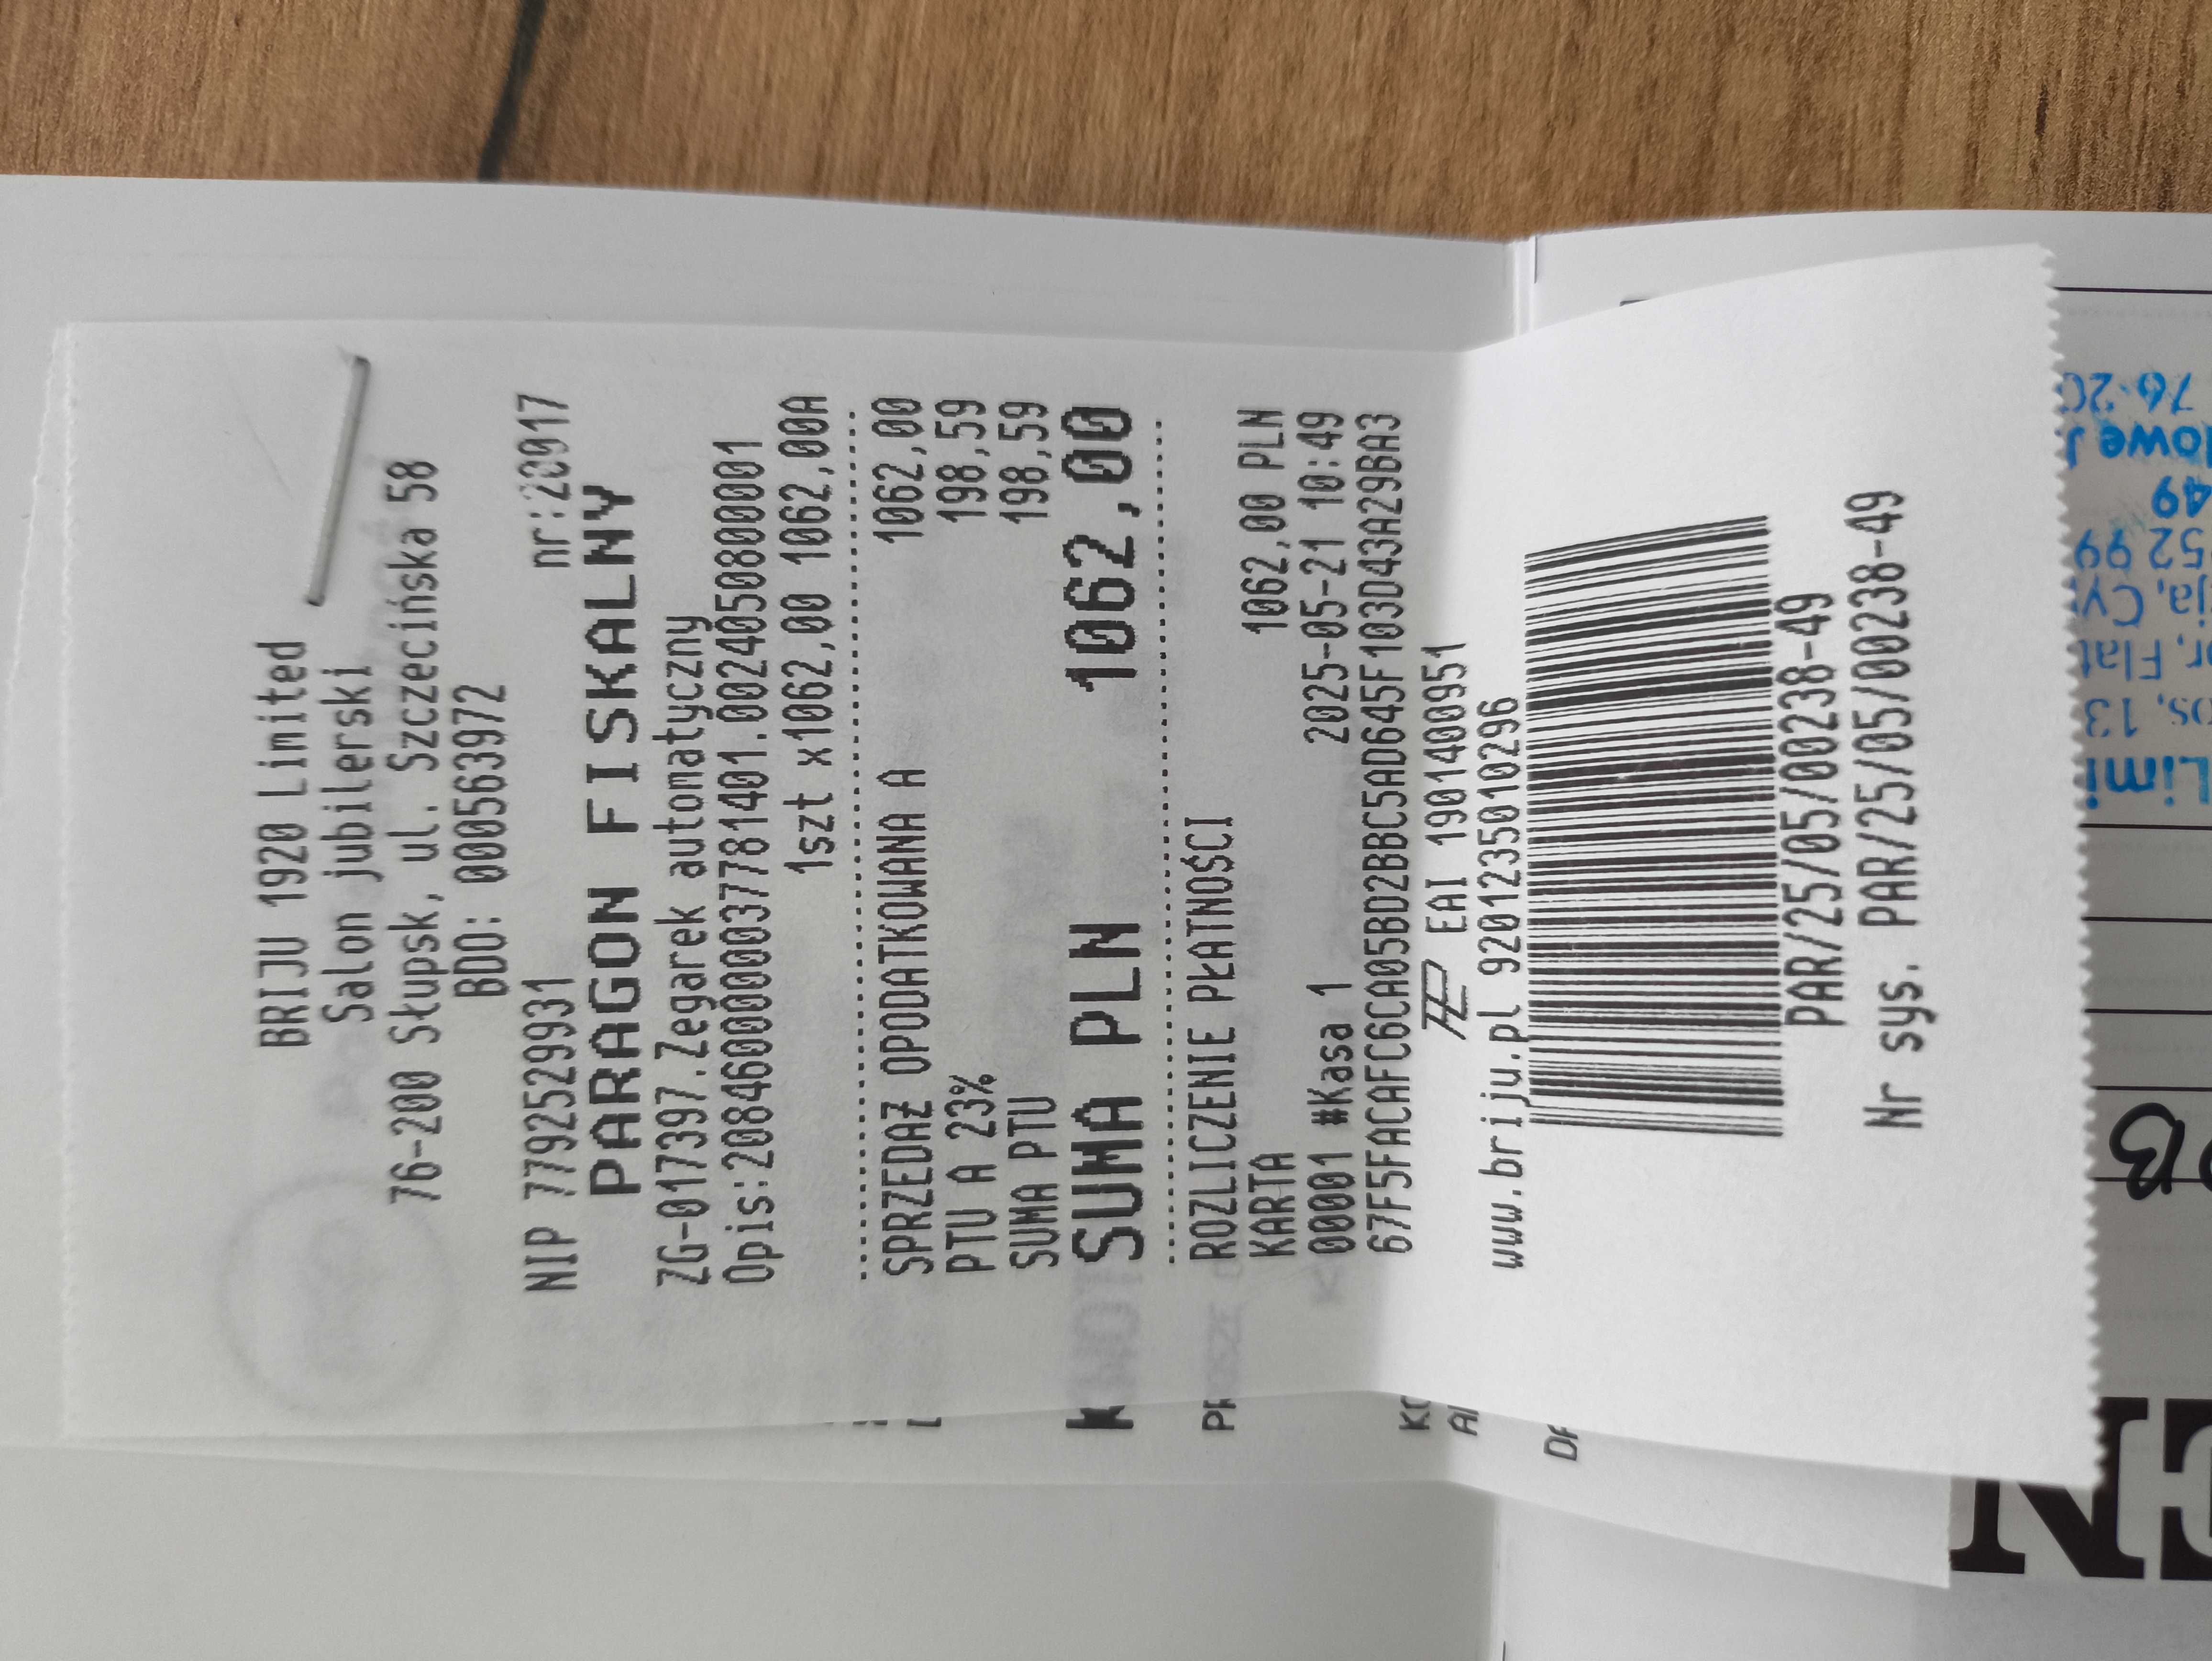 BRIJU 1920 Limited
Salon jubilerski
76-200 Słupsk, ul. Szczecińska 58
BDO: 000563972
NIP 7792529931 nr:20917
PARAGON FISKALNY
ZG-017397.Zegarek automatyczny
Opis:20846000000037781401.002405080001
1szt x1062,00 1062,00A
SPRZEDAŻ OPODATKOWANA A 1062,00
PTU A 23% 198,59
SUMA PTU 198,59
SUMA PLN 1062,00
ROZLICZENIE PŁATNOŚCI
KARTA 1062,00 PLN
00001 #Kasa 1 2025-05-21 10:49
67F5FACAFC6CA05BD2BBC5AD645F103D43A29BA3
EAI 1901400951
www.briju.pl 9201235010296
PAR/25/05/00238-49
Nr sys. PAR/25/05/00238-49